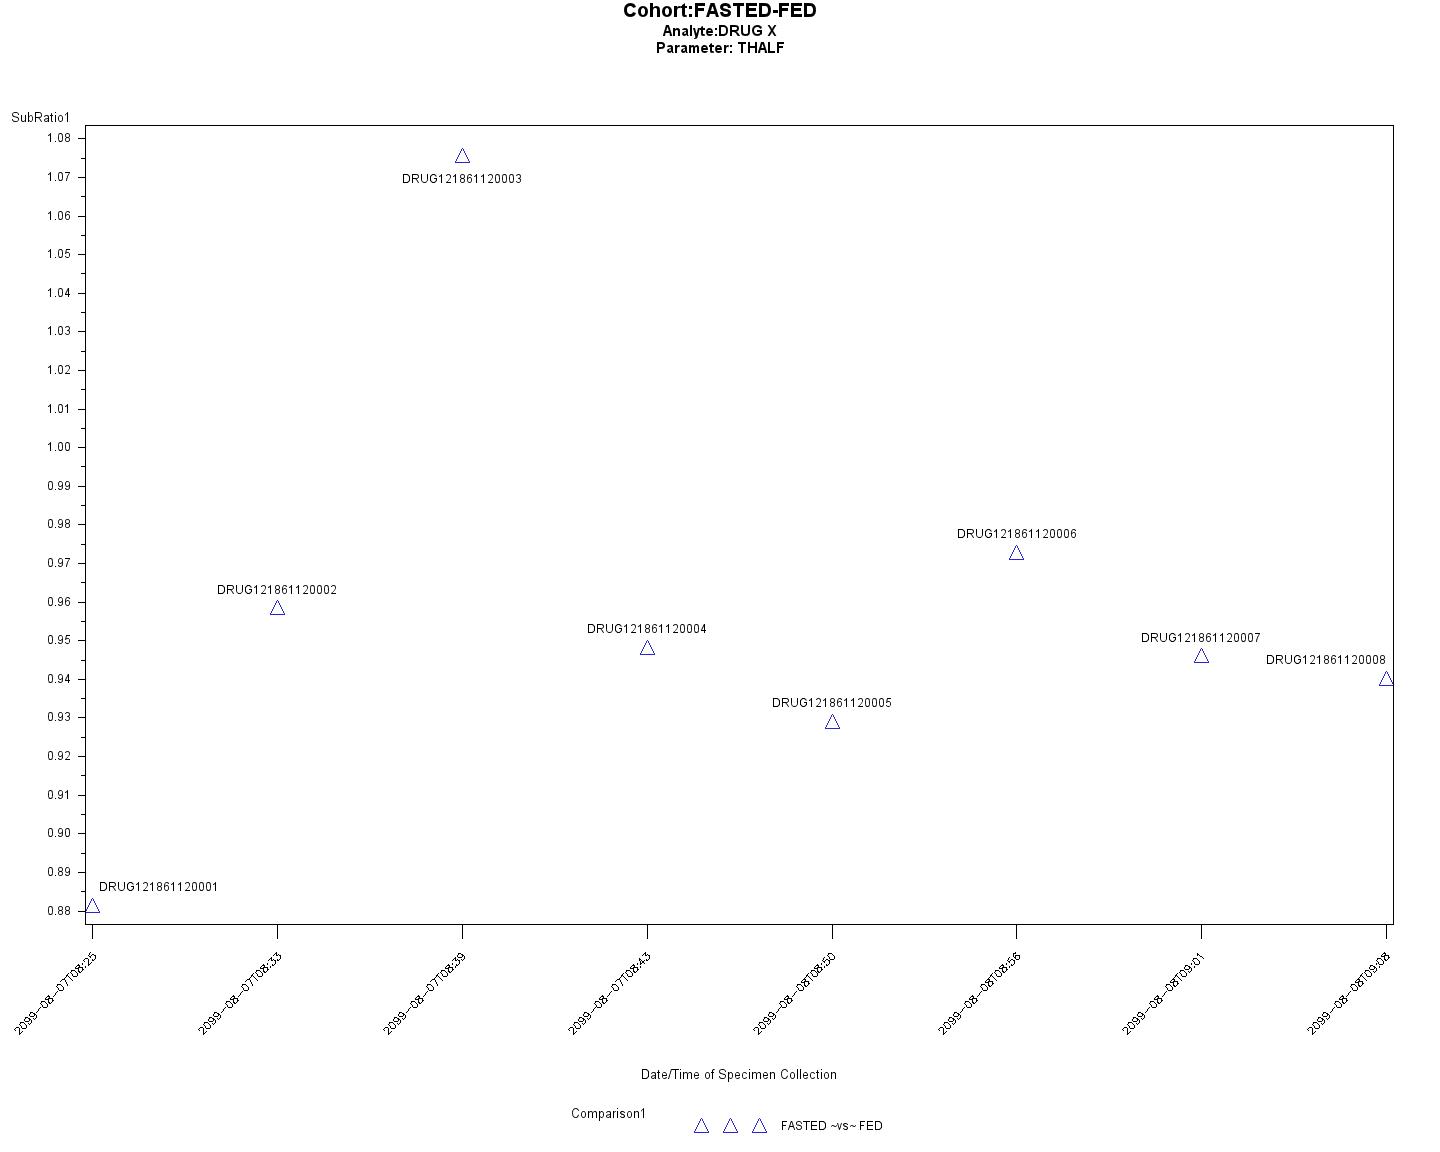 Cohort:FASTED-FED
Analyte:DRUG X
Parameter: THALF
SubRatio1
1.08
1.07
1.06
1.05
1.04
1.03
1.02
1.01
1.00
0.99
0.98
0.97
0.96
0.95
0.94
0.93
0.92
0.91
0.90
0.89
0.88
DRUG121861120001
DRUG121861120002
DRUG121861120003
DRUG121861120004
DRUG121861120005
DRUG121861120006
DRUG121861120007
DRUG121861120008
2099-08-07T08:25
2099-08-07T08:33
2099-08-07T08:39
2099-08-07T08:43
2099-08-08T08:50
2099-08-08T08:56
2099-08-08T09:01
2099-08-08T09:08
Date/Time of Specimen Collection
Comparison1
FASTED ~vs~ FED